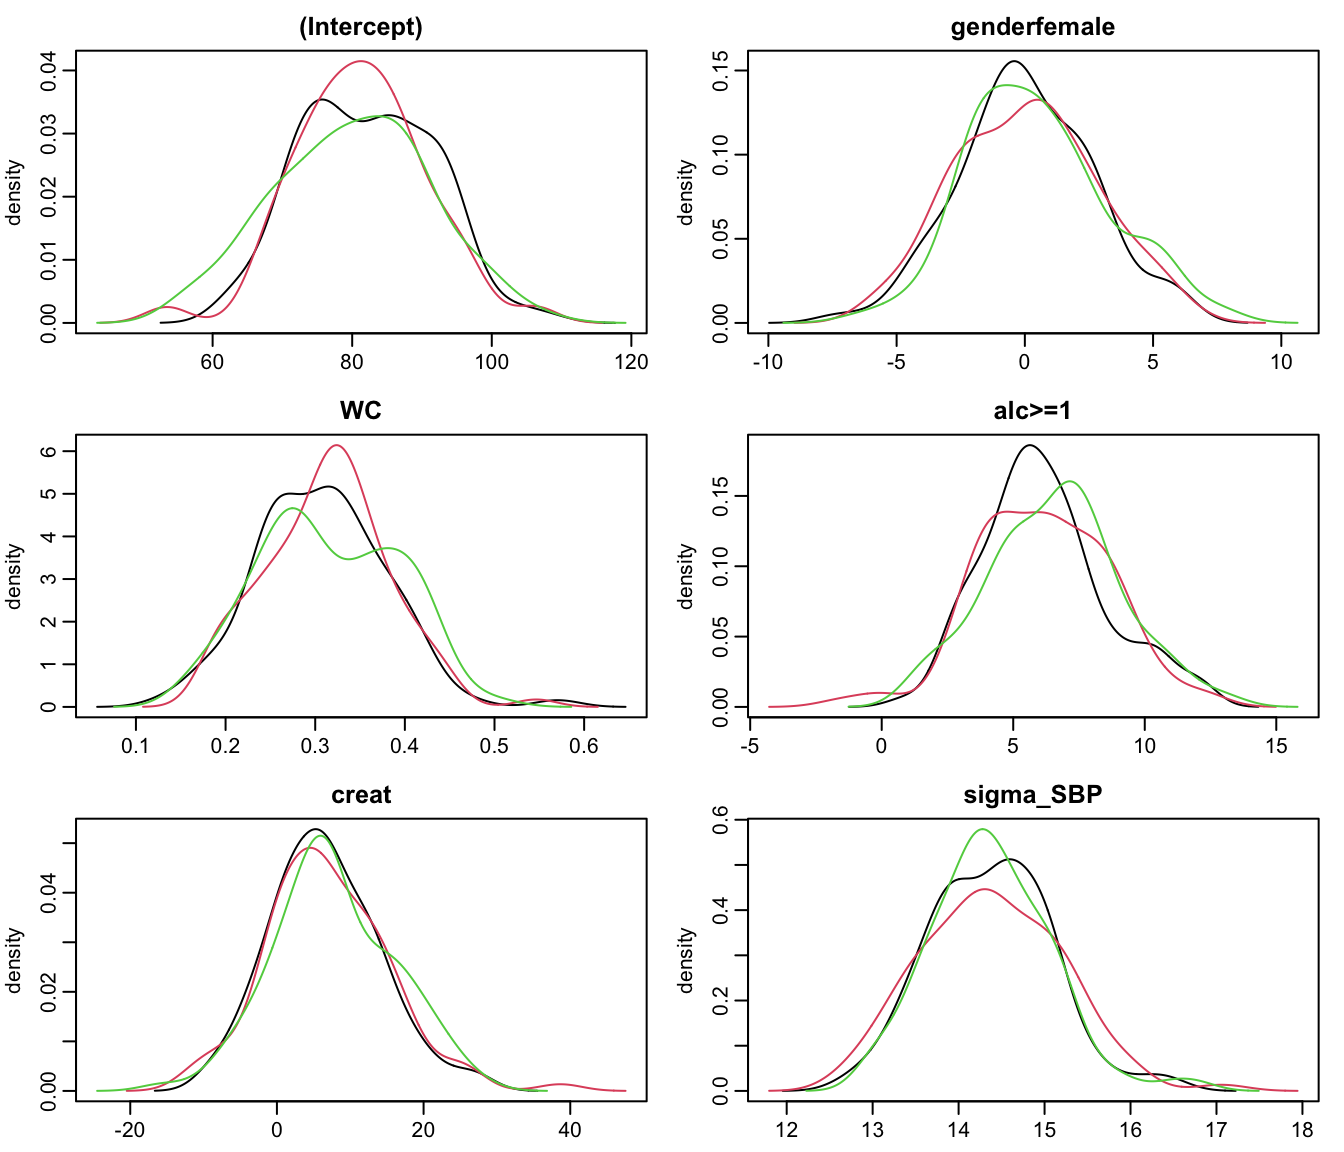 (Intercept)
density
0.00 0.01 0.02 0.03 0.04
60 80 100 120
genderfemale
density
0.00 0.05 0.10 0.15
-10 -5 0 5 10
WC
density
0 1 2 3 4 5 6
0.1 0.2 0.3 0.4 0.5 0.6
alc>=1
density
0.00 0.05 0.10 0.15
-5 0 5 10 15
creat
density
0.00 0.02 0.04
-20 0 20 40
sigma_SBP
density
0.0 0.2 0.4 0.6
12 13 14 15 16 17 18